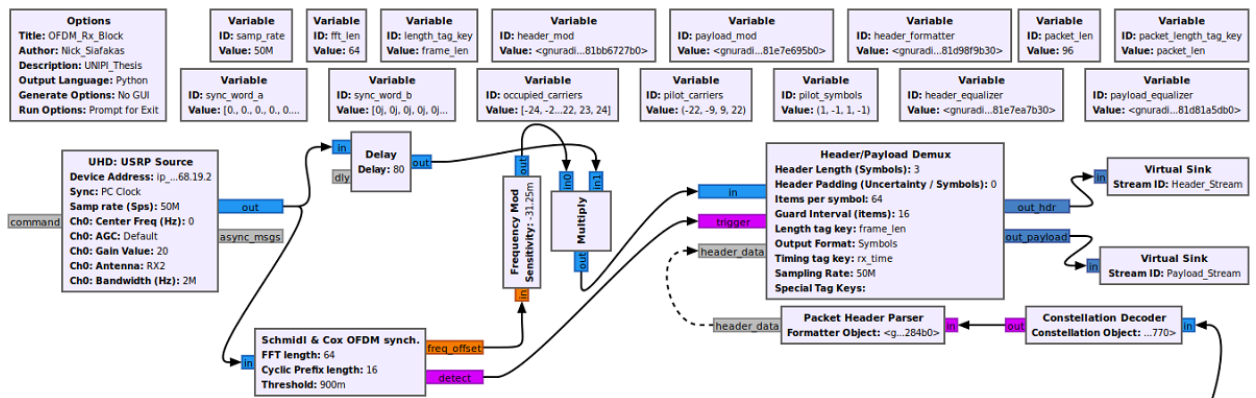 Options
Title: OFDM_Rx_Block
Author: Nick_Siafakas
Description: UNIPI_Thesis
Output Language: Python
Generate Options: No GUI
Run Options: Prompt for Exit
Variable
ID: samp_rate
Value: 50M
Variable
ID: fft_len
Value: 64
Variable
ID: length_tag_key
Value: frame_len
Variable
ID: header_mod
Value: <gnuradi...81bb6727b0>
Variable
ID: payload_mod
Value: <gnuradi...81e7e695b0>
Variable
ID: header_formatter
Value: <gnuradi...81d98f9b30>
Variable
ID: packet_len
Value: 96
Variable
ID: packet_length_tag_key
Value: packet_len
Variable
ID: sync_word_a
Value: [0., 0., 0., 0., 0....
Variable
ID: sync_word_b
Value: [0j, 0j, 0j, 0j, 0j...
Variable
ID: occupied_carriers
Value: [-24, -2...22, 23, 24]
Variable
ID: pilot_carriers
Value: (-22, -9, 9, 22)
Variable
ID: pilot_symbols
Value: (1, -1, 1, -1)
Variable
ID: header_equalizer
Value: <gnuradi...81e7ea7b30>
Variable
ID: payload_equalizer
Value: <gnuradi...81d81a5db0>
command
UHD: USRP Source
Device Address: ip_...68.19.2
Sync: PC Clock
Samp rate (Sps): 50M
Ch0: Center Freq (Hz): 0
Ch0: AGC: Default
Ch0: Gain Value: 20
Ch0: Antenna: RX2
Ch0: Bandwidth (Hz): 2M
out
async_msgs
in
dly
Delay
Delay: 80
out
out
Frequency Mod
Sensitivity: -31.25m
in
in0
in1
Multiply
out
in
trigger
header_data
Header/Payload Demux
Header Length (Symbols): 3
Header Padding (Uncertainty / Symbols): 0
Items per symbol: 64
Guard Interval (items): 16
Length tag key: frame_len
Output Format: Symbols
Timing tag key: rx_time
Sampling Rate: 50M
Special Tag Keys:
out_hdr
out_payload
in
Virtual Sink
Stream ID: Header_Stream
in
Virtual Sink
Stream ID: Payload_Stream
in
Schmidl & Cox OFDM synch.
FFT length: 64
Cyclic Prefix length: 16
Threshold: 900m
freq_offset
detect
header_data
Packet Header Parser
Formatter Object: <g...284b0>
in
out
Constellation Decoder
Constellation Object: ...770>
in